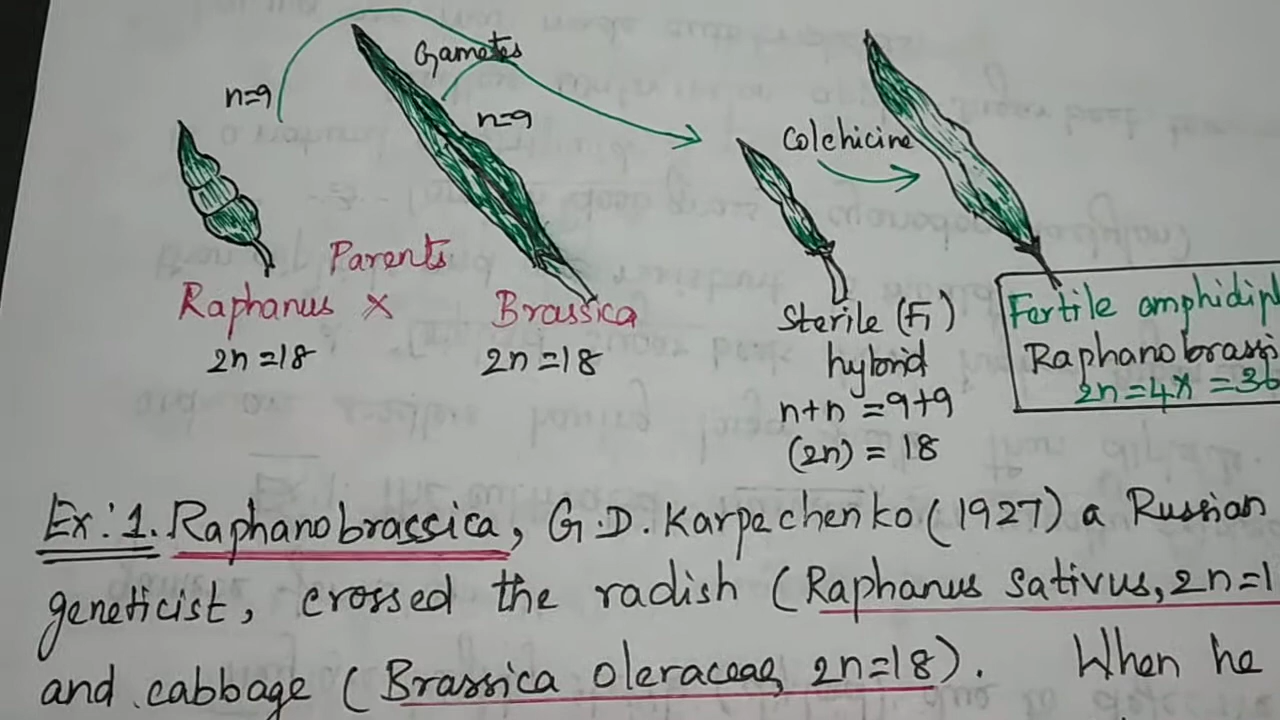 Gametes
n=9
n=9
Colchicine
Parents
Raphanus × Brassica
2n=18
2n=18
Sterile (F1)
hybrid
n+n = 9+9
(2n) = 18
Fertile amphidipl
Raphanobrassi
2n=4x=36
Ex:1. Raphanobrassica, G.D. Karpechenko (1927) a Russian
geneticist, crossed the radish (Raphanus sativus, 2n=1
and cabbage (Brassica oleraceae, 2n=18). When he